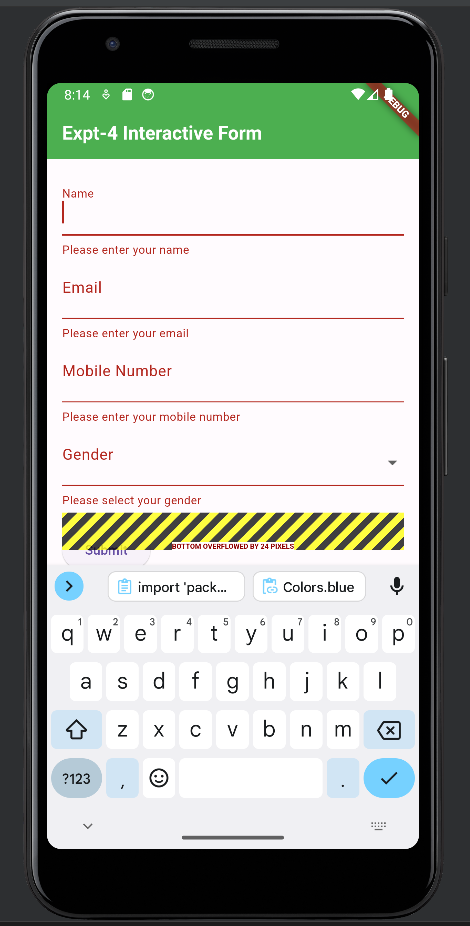 8:14
DEBUG
Expt-4 Interactive Form
Name
Please enter your name
Email
Please enter your email
Mobile Number
Please enter your mobile number
Gender
Please select your gender
BOTTOM OVERFLOWED BY 24 PIXELS
Submit
import 'pack... Colors.blue
q1 w2 e3 r4 t5 y6 u7 i8 o9 p0
a s d f g h j k l
z x c v b n m
?123 , .